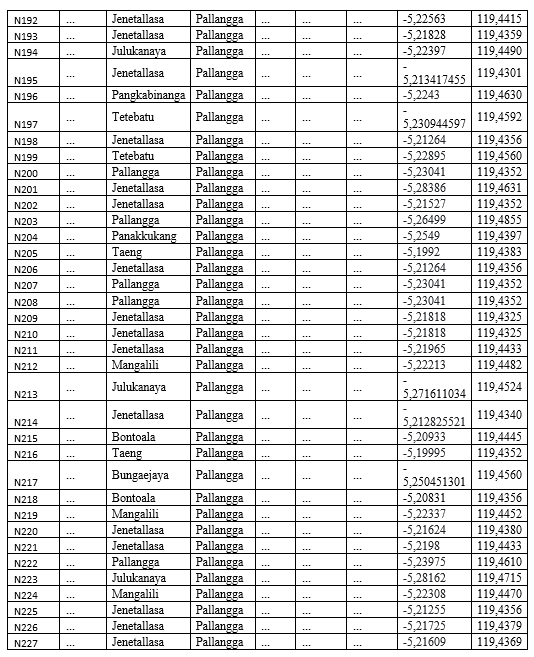 N192 ... Jenetallasa Pallangga ... ... ... -5,22563 119,4415
N193 ... Jenetallasa Pallangga ... ... ... -5,21828 119,4359
N194 ... Julukanaya Pallangga ... ... ... -5,22397 119,4490
N195 ... Jenetallasa Pallangga ... ... ... -5,213417455 119,4301
N196 ... Pangkabinanga Pallangga ... ... ... -5,2243 119,4630
N197 ... Tetebatu Pallangga ... ... ... -5,230944597 119,4592
N198 ... Jenetallasa Pallangga ... ... ... -5,21264 119,4356
N199 ... Tetebatu Pallangga ... ... ... -5,22895 119,4560
N200 ... Pallangga Pallangga ... ... ... -5,23041 119,4352
N201 ... Jenetallasa Pallangga ... ... ... -5,28386 119,4631
N202 ... Jenetallasa Pallangga ... ... ... -5,21527 119,4352
N203 ... Pallangga Pallangga ... ... ... -5,26499 119,4855
N204 ... Panakkukang Pallangga ... ... ... -5,2549 119,4397
N205 ... Taeng Pallangga ... ... ... -5,1992 119,4383
N206 ... Jenetallasa Pallangga ... ... ... -5,21264 119,4356
N207 ... Pallangga Pallangga ... ... ... -5,23041 119,4352
N208 ... Pallangga Pallangga ... ... ... -5,23041 119,4352
N209 ... Jenetallasa Pallangga ... ... ... -5,21818 119,4325
N210 ... Jenetallasa Pallangga ... ... ... -5,21818 119,4325
N211 ... Jenetallasa Pallangga ... ... ... -5,21965 119,4433
N212 ... Mangalili Pallangga ... ... ... -5,22213 119,4482
N213 ... Julukanaya Pallangga ... ... ... -5,271611034 119,4524
N214 ... Jenetallasa Pallangga ... ... ... -5,212825521 119,4340
N215 ... Bontoala Pallangga ... ... ... -5,20933 119,4445
N216 ... Taeng Pallangga ... ... ... -5,19995 119,4352
N217 ... Bungaejaya Pallangga ... ... ... -5,250451301 119,4560
N218 ... Bontoala Pallangga ... ... ... -5,20831 119,4356
N219 ... Mangalili Pallangga ... ... ... -5,22337 119,4452
N220 ... Jenetallasa Pallangga ... ... ... -5,21624 119,4380
N221 ... Jenetallasa Pallangga ... ... ... -5,2198 119,4433
N222 ... Pallangga Pallangga ... ... ... -5,23975 119,4610
N223 ... Julukanaya Pallangga ... ... ... -5,28162 119,4715
N224 ... Mangalili Pallangga ... ... ... -5,22308 119,4470
N225 ... Jenetallasa Pallangga ... ... ... -5,21255 119,4356
N226 ... Jenetallasa Pallangga ... ... ... -5,21725 119,4379
N227 ... Jenetallasa Pallangga ... ... ... -5,21609 119,4369